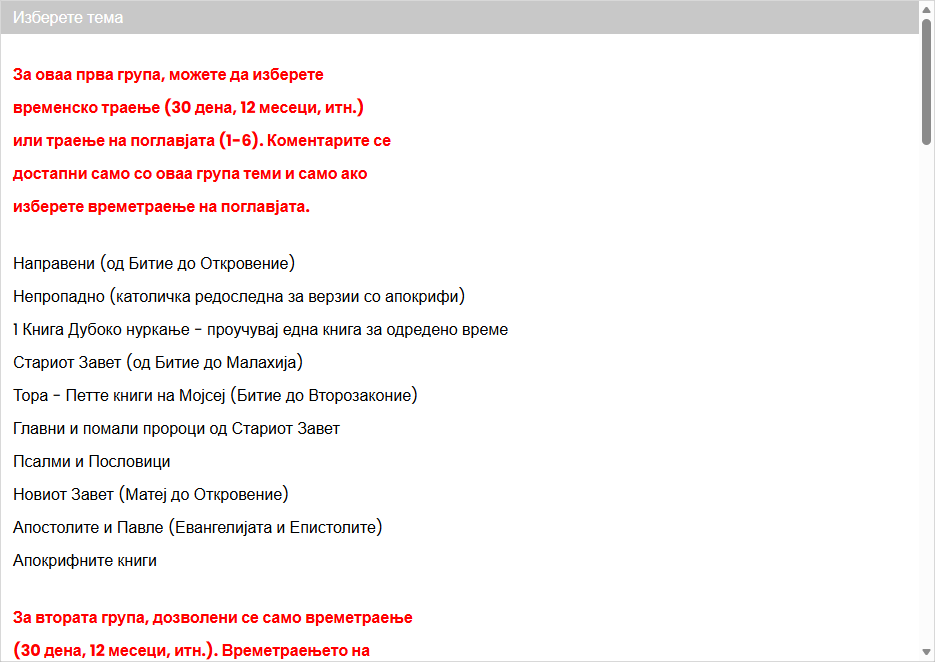 Изберете тема
За оваа прва група, можете да изберете
временско траење (30 дена, 12 месеци, итн.)
или траење на поглавјата (1-6). Коментарите се
достапни само со оваа група теми и само ако
изберете времетраење на поглавјата.
Направени (од Битие до Откровение)
Непропадно (католичка редоследна за верзии со апокрифи)
1 Книга Дубоко нуркање - проучувај една книга за одредено време
Стариот Завет (од Битие до Малахија)
Тора - Петте книги на Мојсеј (Битие до Второзаконие)
Главни и помали пророци од Стариот Завет
Псалми и Пословици
Новиот Завет (Матеј до Откровение)
Апостолите и Павле (Евангелијата и Епистолите)
Апокрифните книги
За втората група, дозволени се само времетраење
(30 дена, 12 месеци, итн.). Времетраењето на